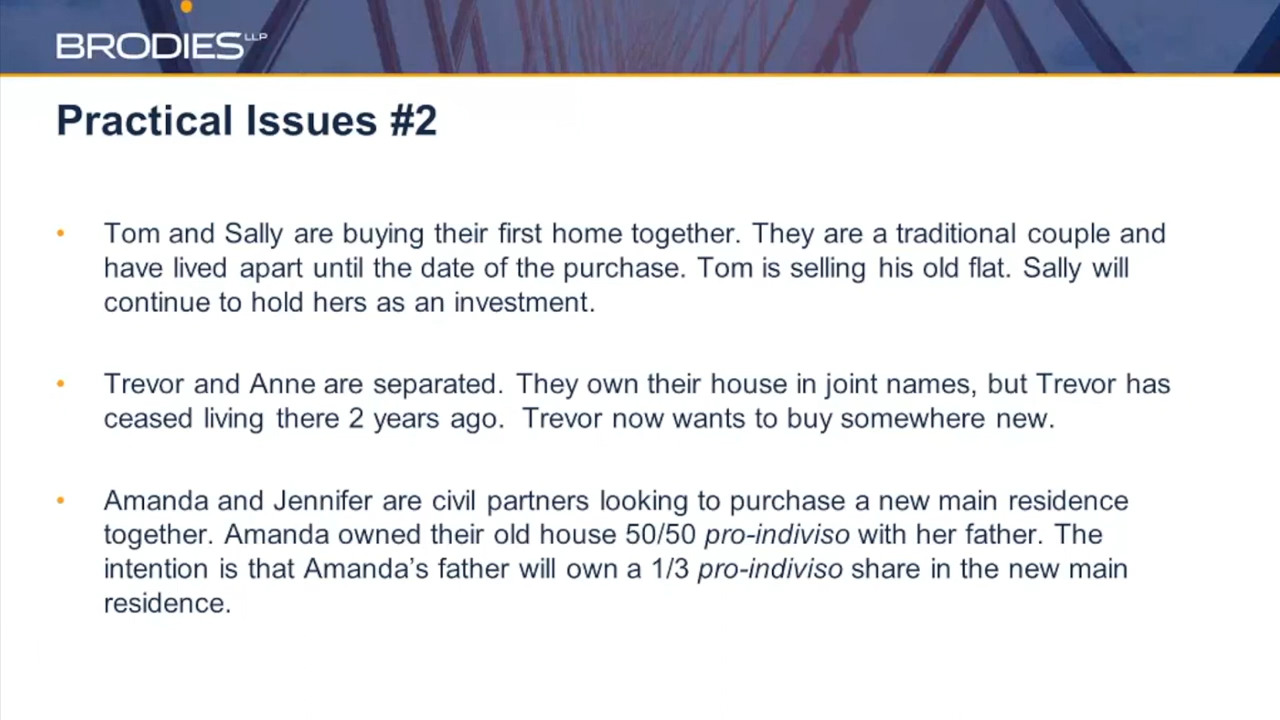 BRODIES LLP
Practical Issues #2
• Tom and Sally are buying their first home together. They are a traditional couple and
have lived apart until the date of the purchase. Tom is selling his old flat. Sally will
continue to hold hers as an investment.
• Trevor and Anne are separated. They own their house in joint names, but Trevor has
ceased living there 2 years ago. Trevor now wants to buy somewhere new.
• Amanda and Jennifer are civil partners looking to purchase a new main residence
together. Amanda owned their old house 50/50 pro-indiviso with her father. The
intention is that Amanda’s father will own a 1/3 pro-indiviso share in the new main
residence.